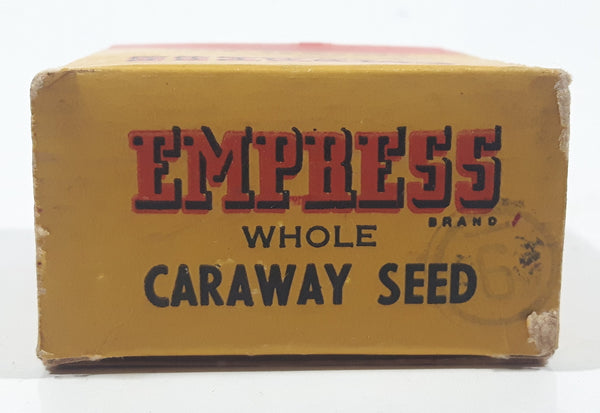 EMPRESS
BRAND
WHOLE
CARAWAY SEED